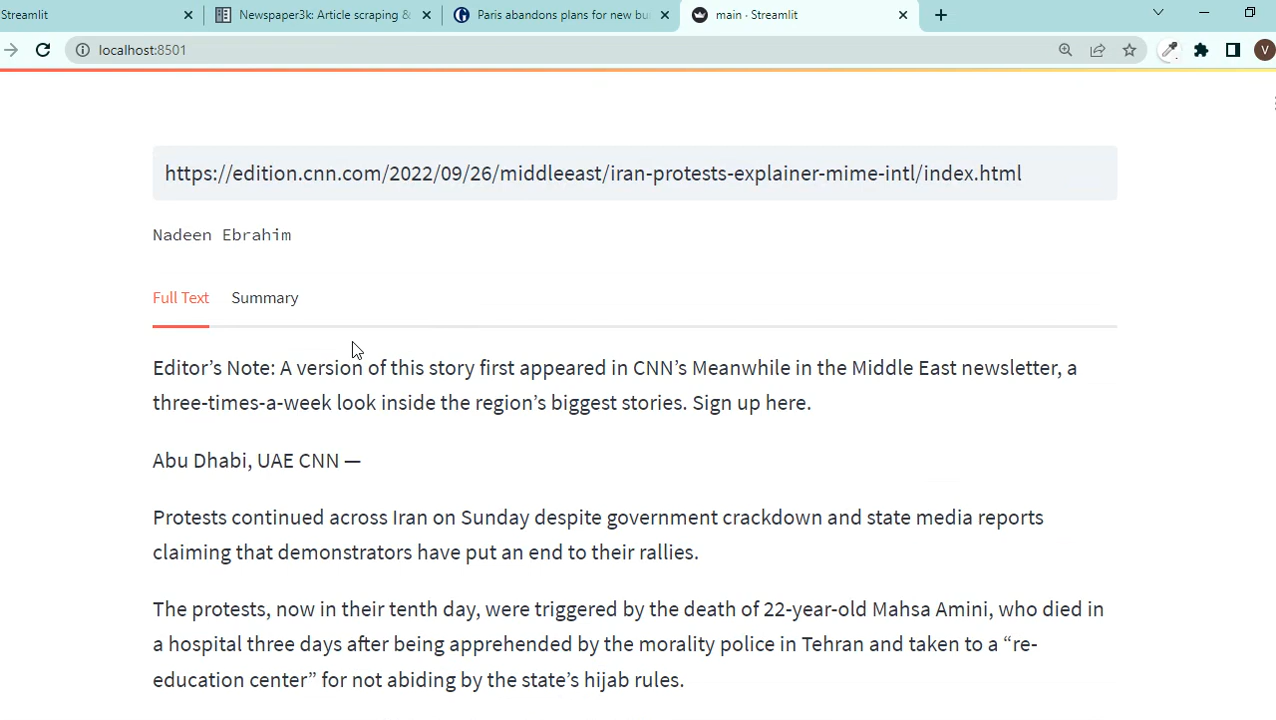 Streamlit
Newspaper3k: Article scraping &
Paris abandons plans for new bu
main · Streamlit
localhost:8501
V
https://edition.cnn.com/2022/09/26/middleeast/iran-protests-explainer-mime-intl/index.html
Nadeen Ebrahim
Full Text
Summary
Editor’s Note: A version of this story first appeared in CNN’s Meanwhile in the Middle East newsletter, a
three-times-a-week look inside the region’s biggest stories. Sign up here.
Abu Dhabi, UAE CNN —
Protests continued across Iran on Sunday despite government crackdown and state media reports
claiming that demonstrators have put an end to their rallies.
The protests, now in their tenth day, were triggered by the death of 22-year-old Mahsa Amini, who died in
a hospital three days after being apprehended by the morality police in Tehran and taken to a “re-
education center” for not abiding by the state’s hijab rules.